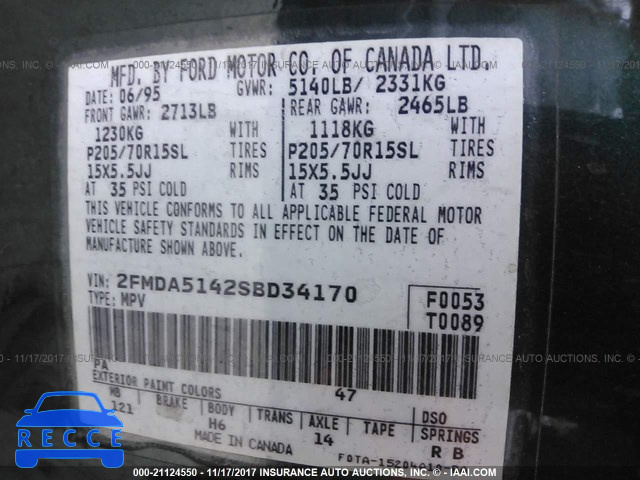 MFD. BY FORD MOTOR CO. OF CANADA LTD.
DATE: 06/95 GVWR: 5140LB/ 2331KG
FRONT GAWR: 2713LB REAR GAWR: 2465LB
1230KG WITH 1118KG WITH
P205/70R15SL TIRES P205/70R15SL TIRES
15X5.5JJ RIMS 15X5.5JJ RIMS
AT 35 PSI COLD AT 35 PSI COLD
THIS VEHICLE CONFORMS TO ALL APPLICABLE FEDERAL MOTOR
VEHICLE SAFETY STANDARDS IN EFFECT ON THE DATE OF
MANUFACTURE SHOWN ABOVE.
VIN: 2FMDA5142SBD34170 F0053
TYPE: MPV T0089
PA 47
EXTERIOR PAINT COLORS DSO
WB BRAKE BODY TRANS AXLE TAPE SPRINGS
121 H6 14 R B
MADE IN CANADA
RECCE
000-21124550 - 11/17/2017 INSURANCE AUTO AUCTIONS